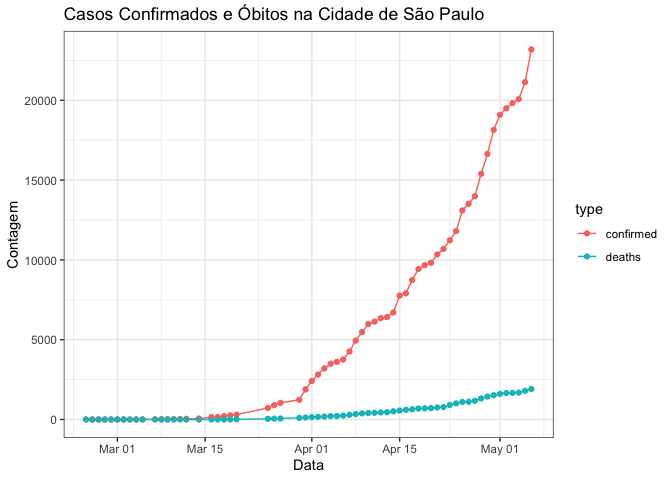 Casos Confirmados e Óbitos na Cidade de São Paulo
Contagem
20000
15000
10000
5000
0
Mar 01
Mar 15
Apr 01
Apr 15
May 01
Data
type
confirmed
deaths